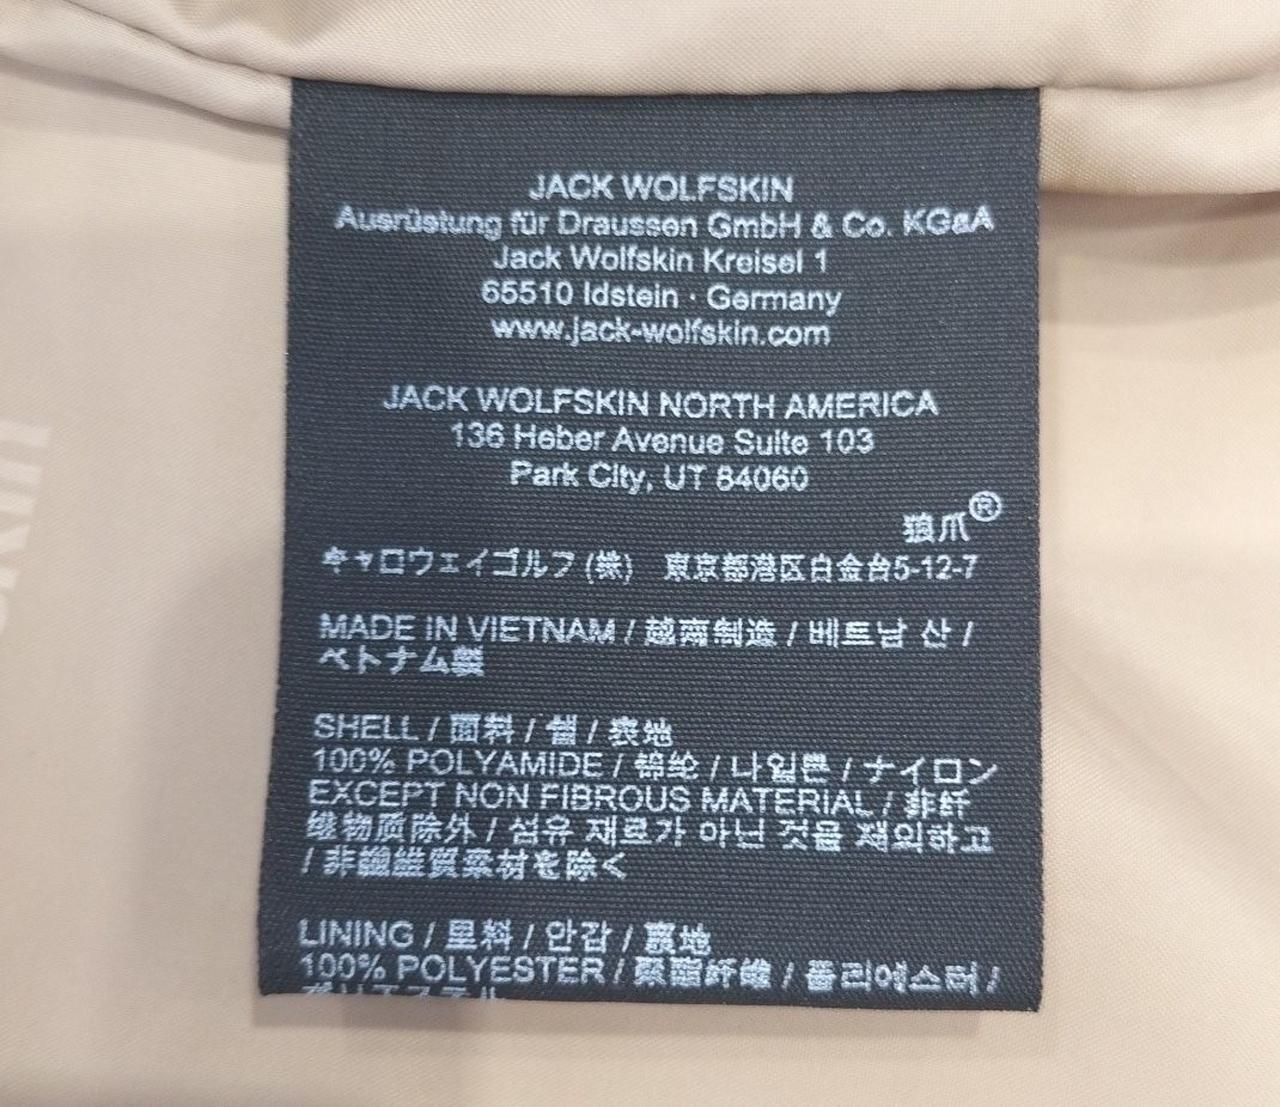 JACK WOLFSKIN
Ausrüstung für Draussen GmbH & Co. KGaA
Jack Wolfskin Kreisel 1
65510 Idstein · Germany
www.jack-wolfskin.com
JACK WOLFSKIN NORTH AMERICA
136 Heber Avenue Suite 103
Park City, UT 84060
狼爪®
キャロウェイゴルフ (株) 東京都港区白金台5-12-7
MADE IN VIETNAM / 越南制造 / 베트남 산 /
ベトナム製
SHELL / 面料 / 쉘 / 表地
100% POLYAMIDE / 锦纶 / 나일론 / ナイロン
EXCEPT NON FIBROUS MATERIAL / 非纤
维物质除外 / 섬유 재료가 아닌 것을 제외하고
/ 非繊維質素材を除く
LINING / 里料 / 안감 / 裏地
100% POLYESTER / 聚酯纤维 / 폴리에스터 /
ポリエステル